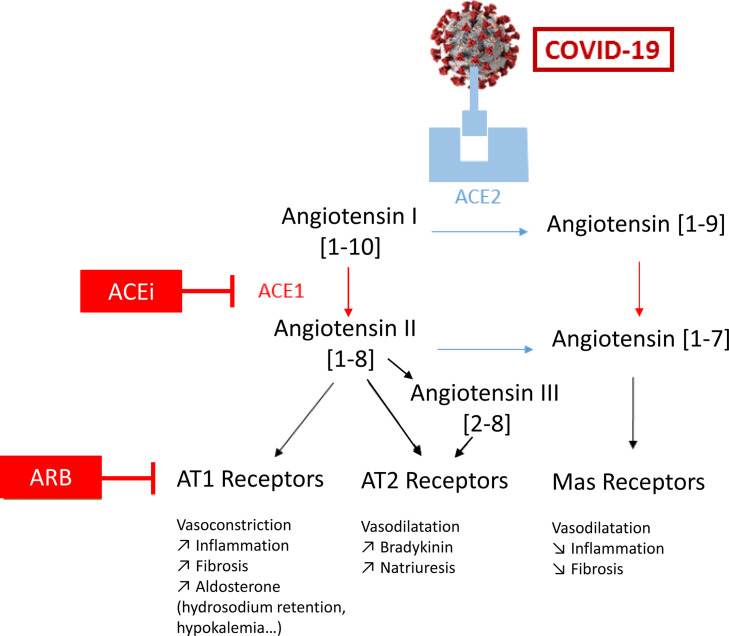 COVID-19
ACE2
Angiotensin I
[1-10]
Angiotensin [1-9]
ACEi
ACE1
Angiotensin II
[1-8]
Angiotensin [1-7]
Angiotensin III
[2-8]
ARB
AT1 Receptors
Vasoconstriction
↗ Inflammation
↗ Fibrosis
↗ Aldosterone
(hydrosodium retention,
hypokalemia…)
AT2 Receptors
Vasodilatation
↗ Bradykinin
↗ Natriuresis
Mas Receptors
Vasodilatation
↘ Inflammation
↘ Fibrosis